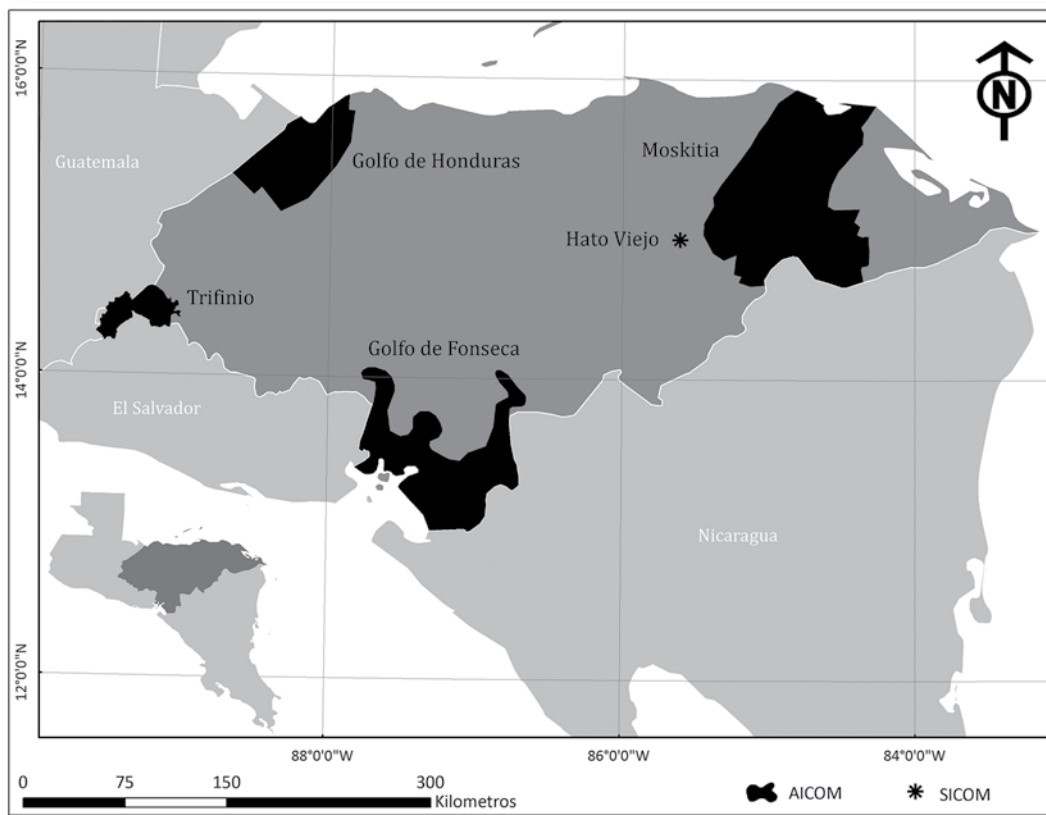 16°0'0"N
14°0'0"N
12°0'0"N
N
Guatemala
Golfo de Honduras
Moskitia
Hato Viejo
Trifinio
Golfo de Fonseca
El Salvador
Nicaragua
88°0'0"W
86°0'0"W
84°0'0"W
0 75 150 300
Kilometros
AICOM
SICOM